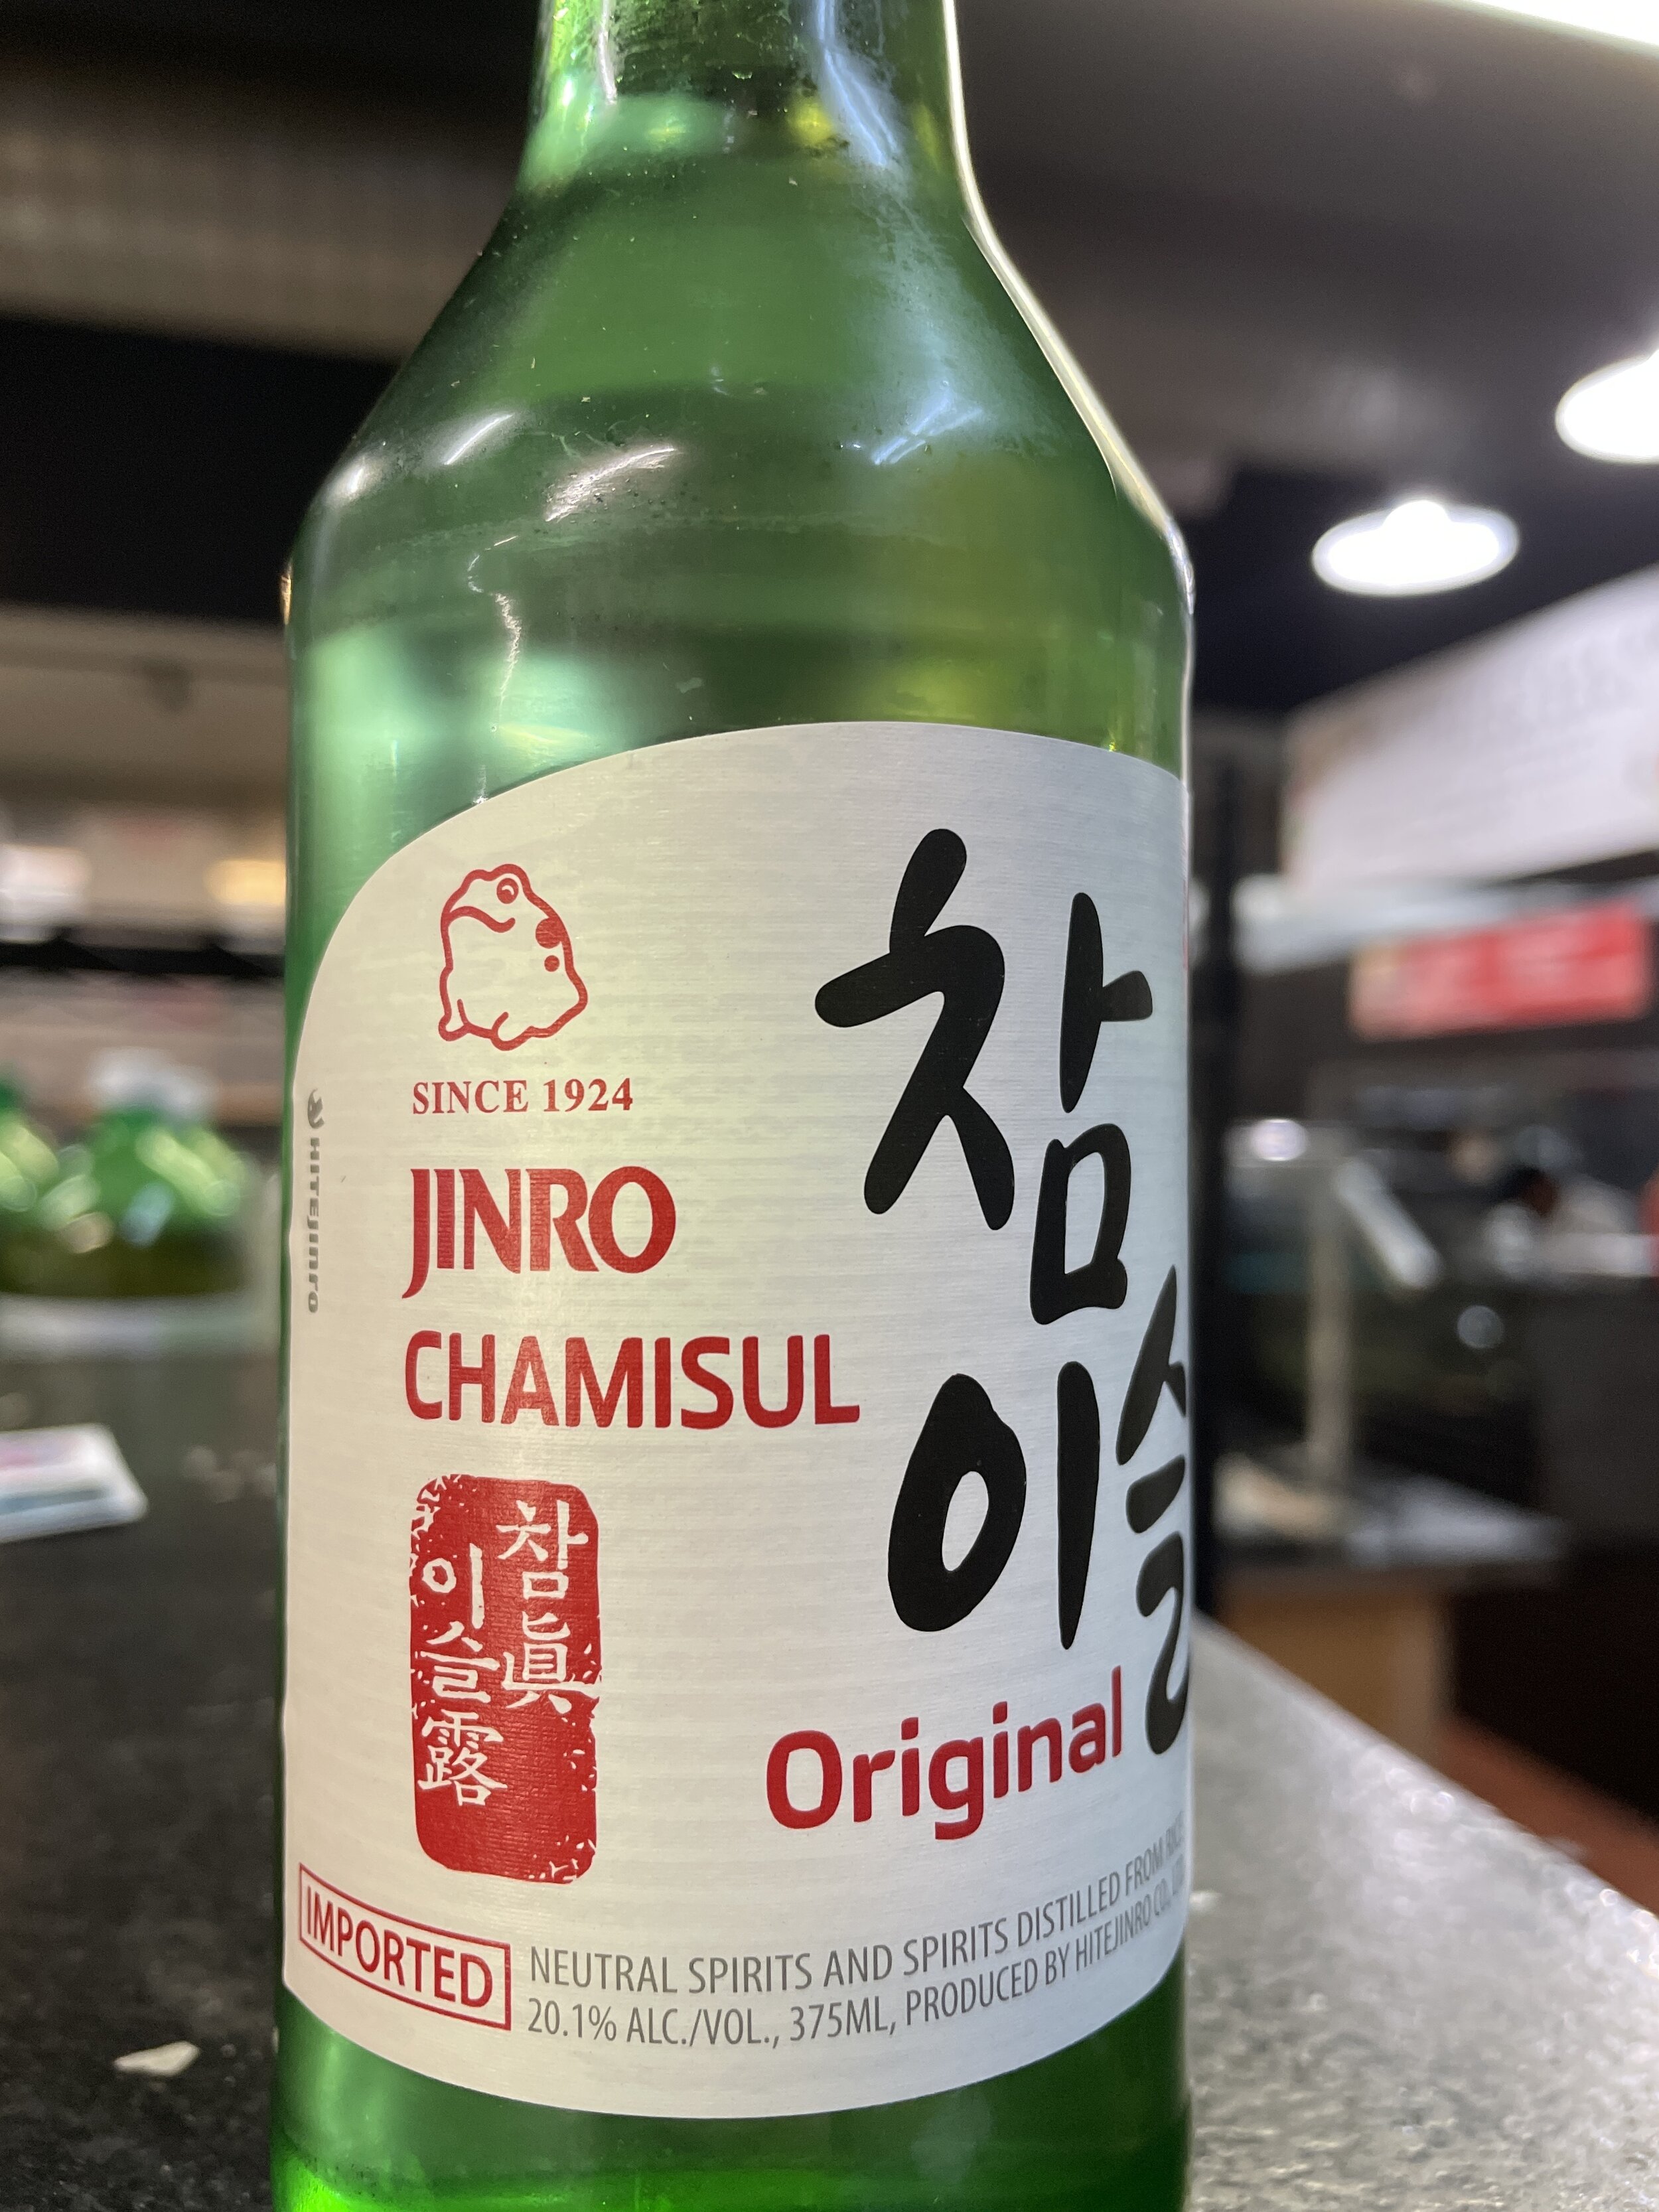 SINCE 1924
HITEJINRO
JINRO
CHAMISUL
참
이슬
Original
참眞
이슬露
IMPORTED
NEUTRAL SPIRITS AND SPIRITS DISTILLED FROM RICE
20.1% ALC./VOL., 375ML, PRODUCED BY HITEJINRO CO.,